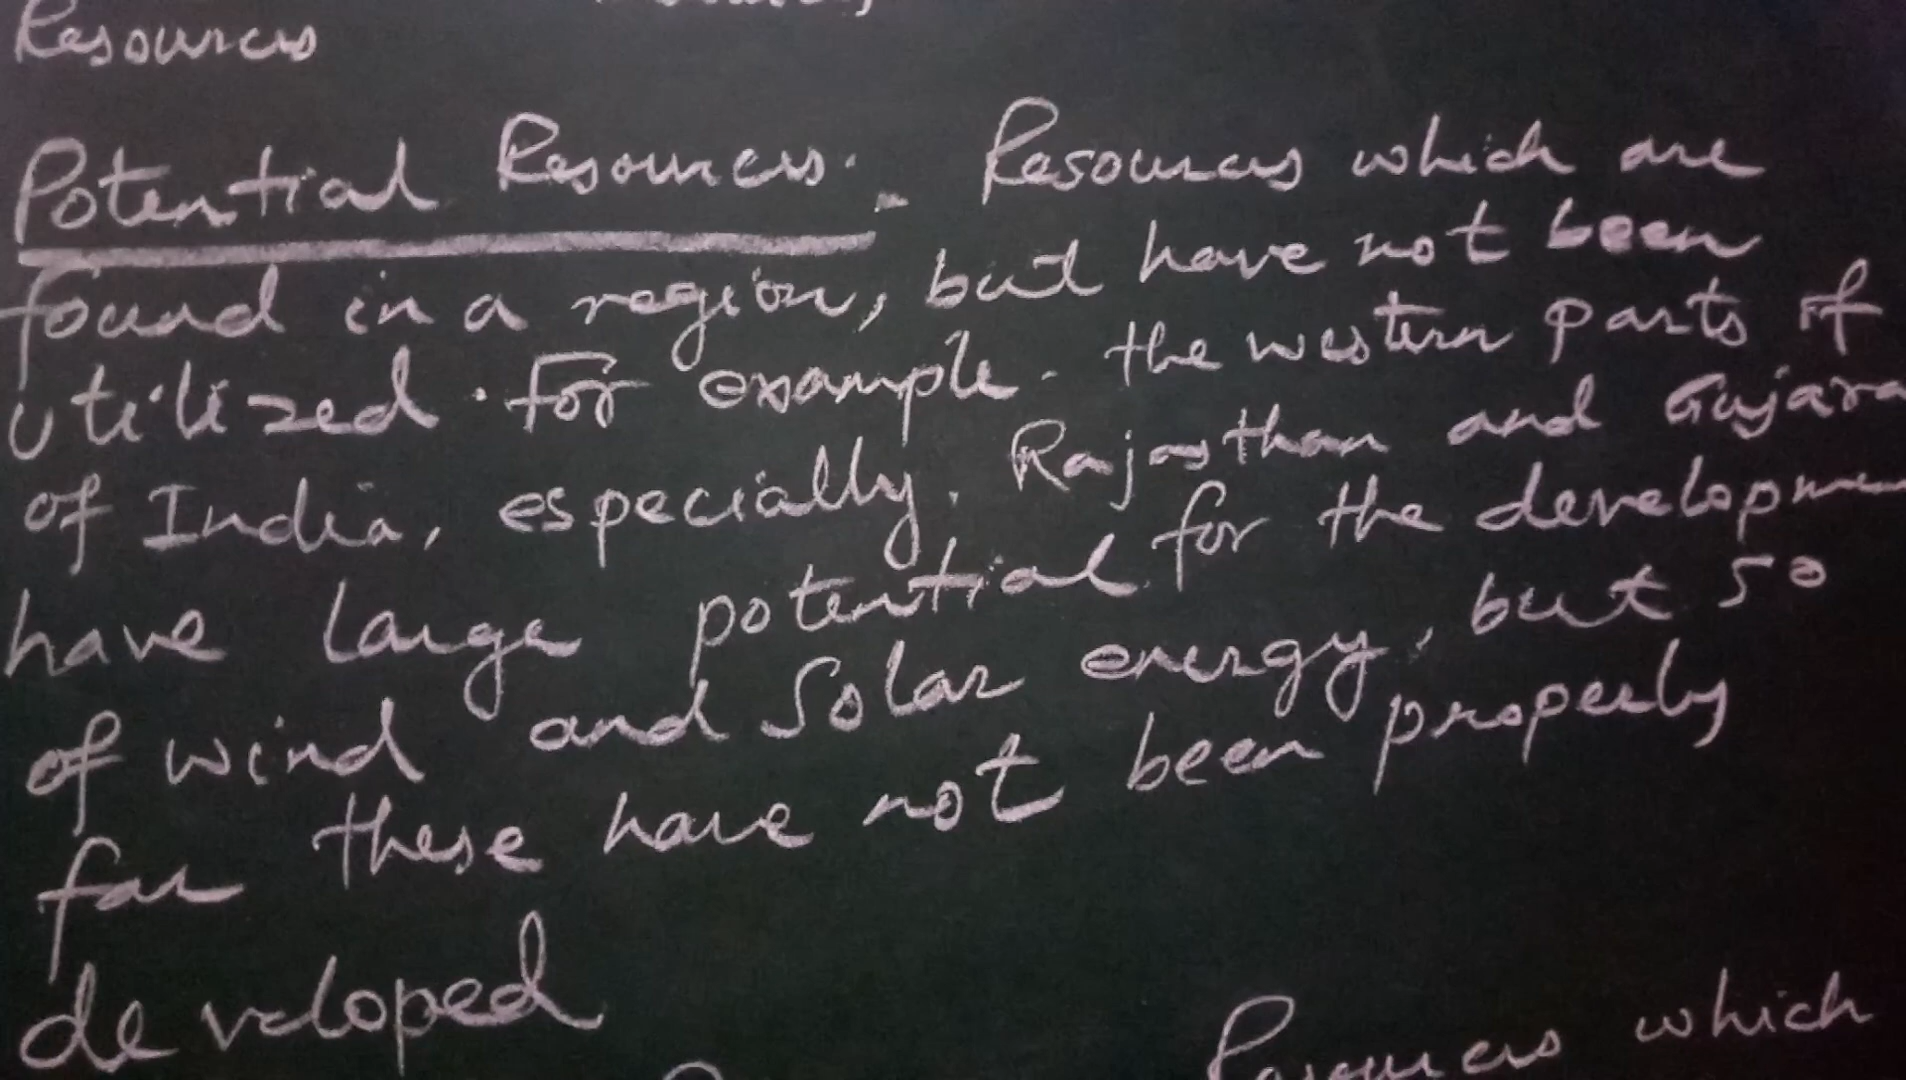 Resources
Potential Resources. - Resources which are
found in a region, but have not been
utilized. For example. the western parts of
of India, especially. Rajasthan and Gujara
have large potential for the developmen
of wind and Solar energy, but so
far these have not been properly
developed
Resources which